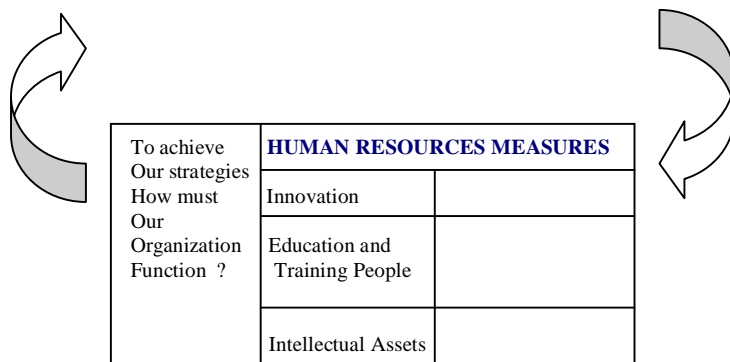 To achieve
Our strategies
How must
Our
Organization
Function ?
HUMAN RESOURCES MEASURES
Innovation
Education and
Training People
Intellectual Assets